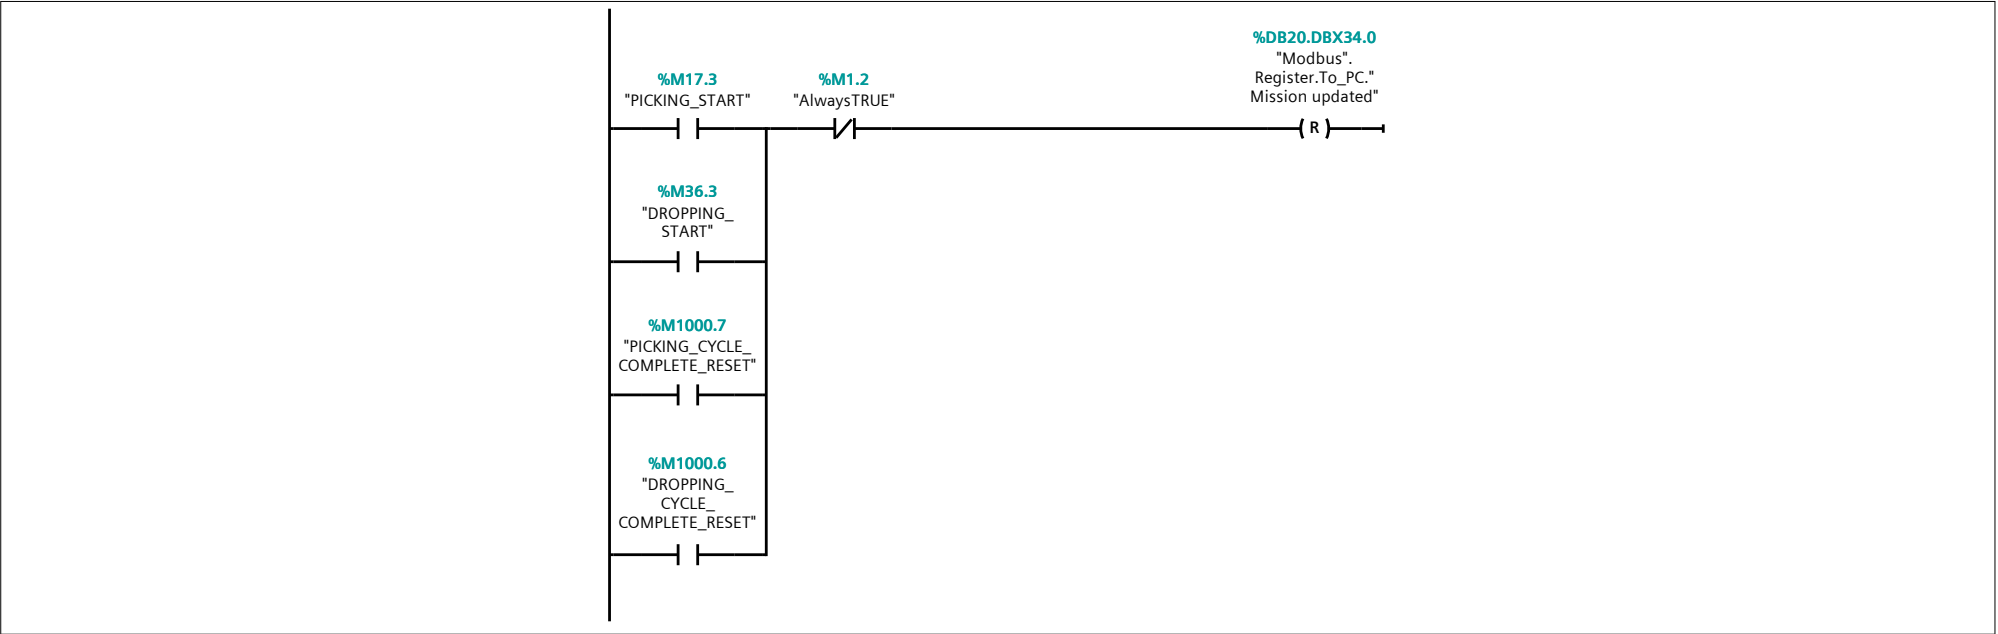 %DB20.DBX34.0
"Modbus".
Register.To_PC."
Mission updated"
%M17.3
"PICKING_START"
%M1.2
"AlwaysTRUE"
R
%M36.3
"DROPPING_
START"
%M1000.7
"PICKING_CYCLE_
COMPLETE_RESET"
%M1000.6
"DROPPING_
CYCLE_
COMPLETE_RESET"